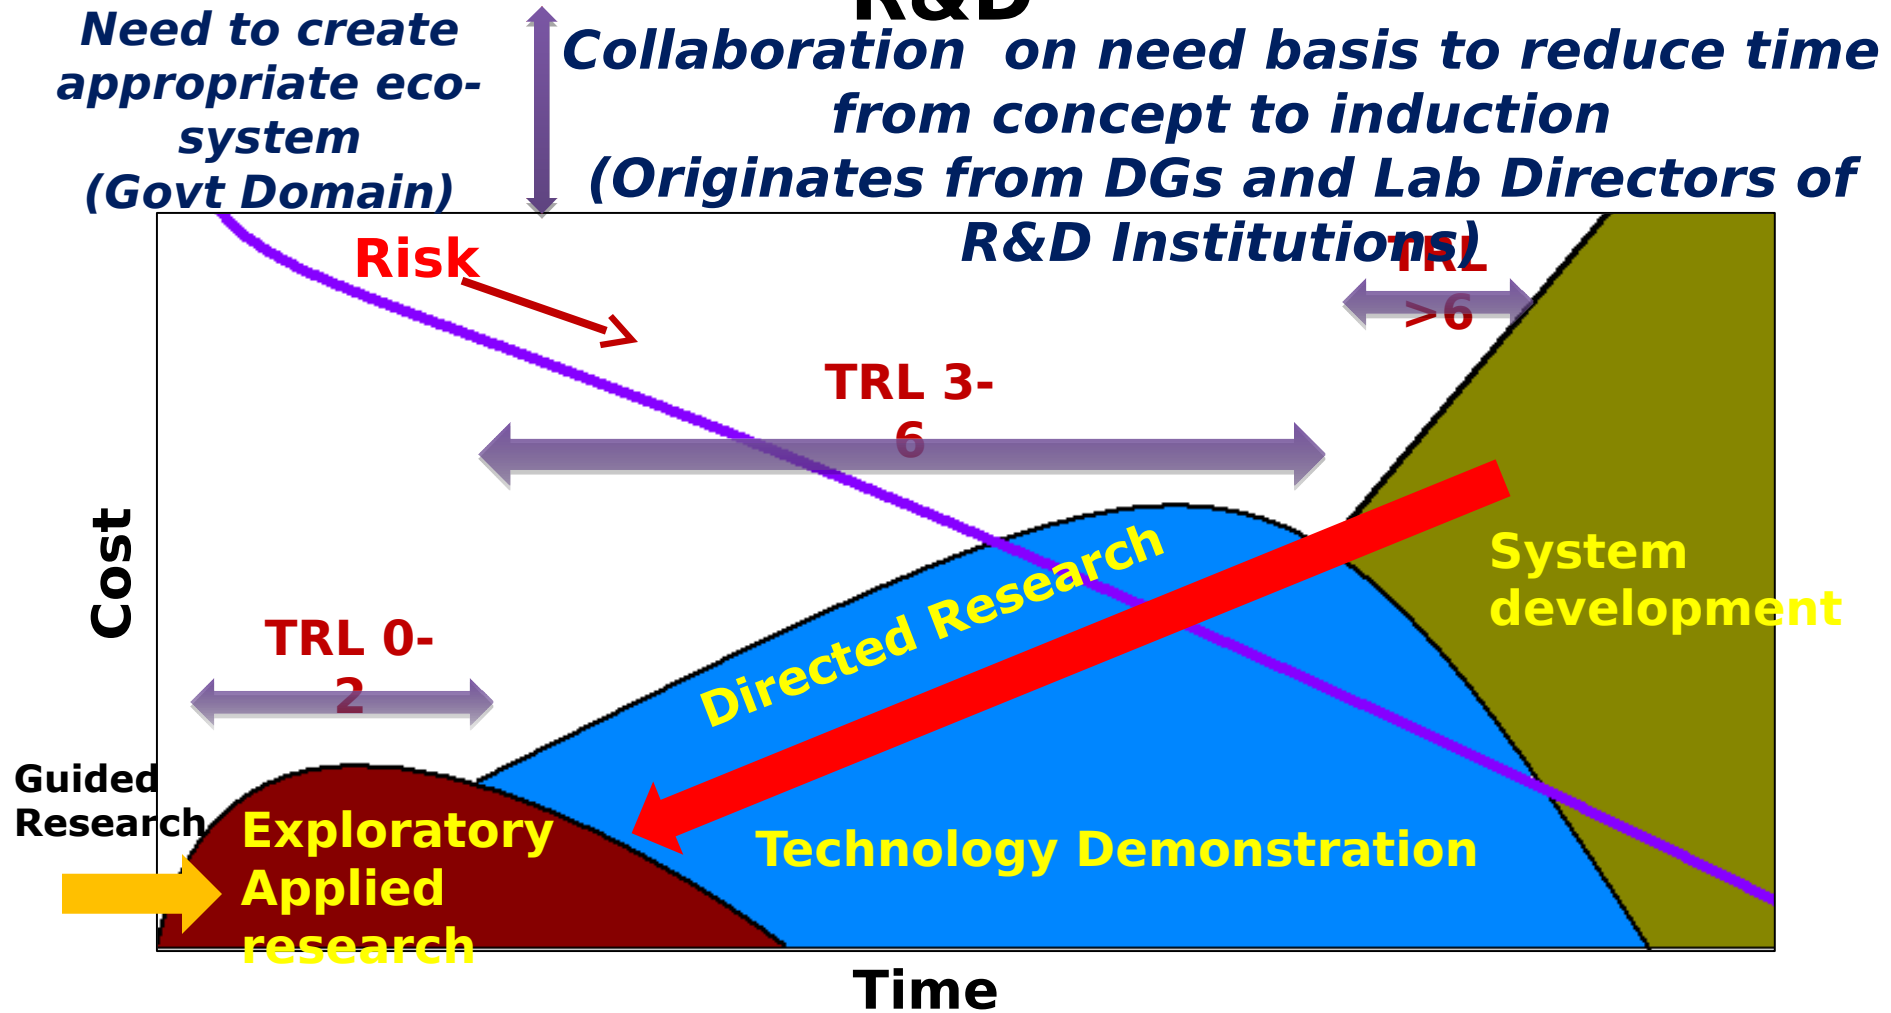 R&D
Need to create
appropriate eco-
system
(Govt Domain)
Collaboration  on need basis to reduce time
from concept to induction
(Originates from DGs and Lab Directors of
R&D Institutions)
Risk
TRL
>6
TRL 3-
6
Cost
Directed Research
System
development
TRL 0-
2
Guided
Research
Exploratory
Applied
research
Technology Demonstration
Time